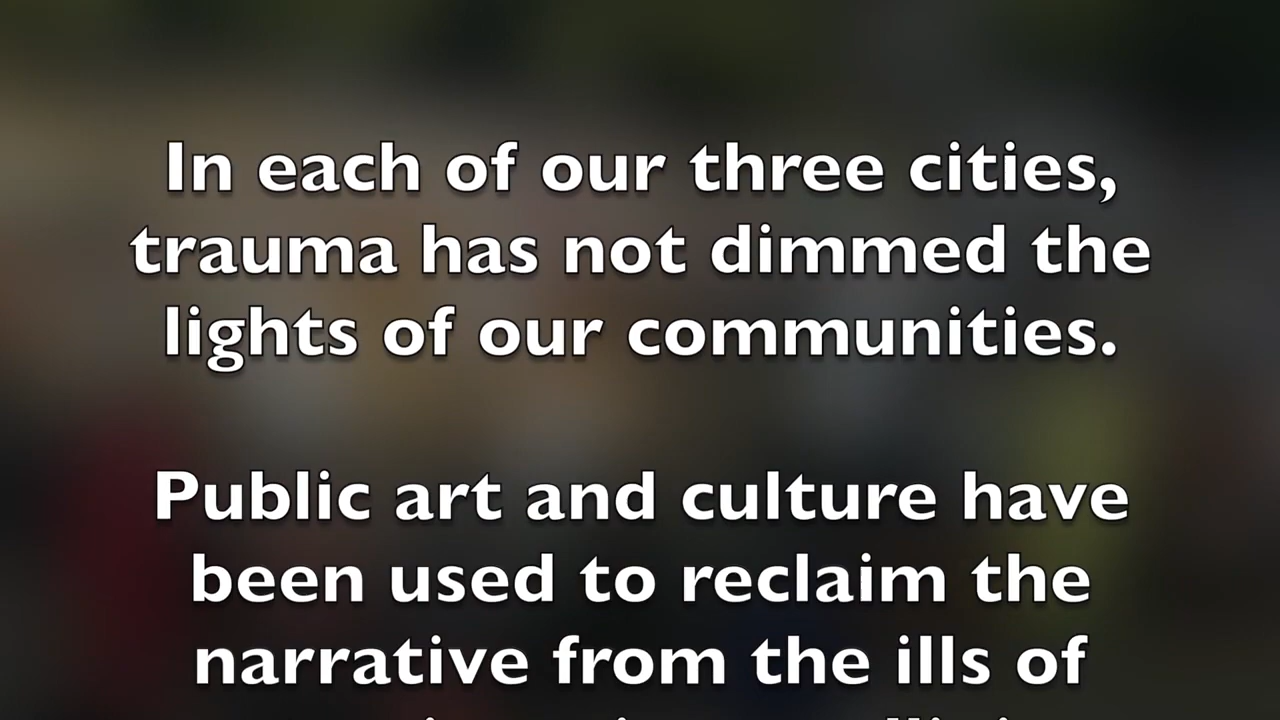 In each of our three cities,
trauma has not dimmed the
lights of our communities.
Public art and culture have
been used to reclaim the
narrative from the ills of